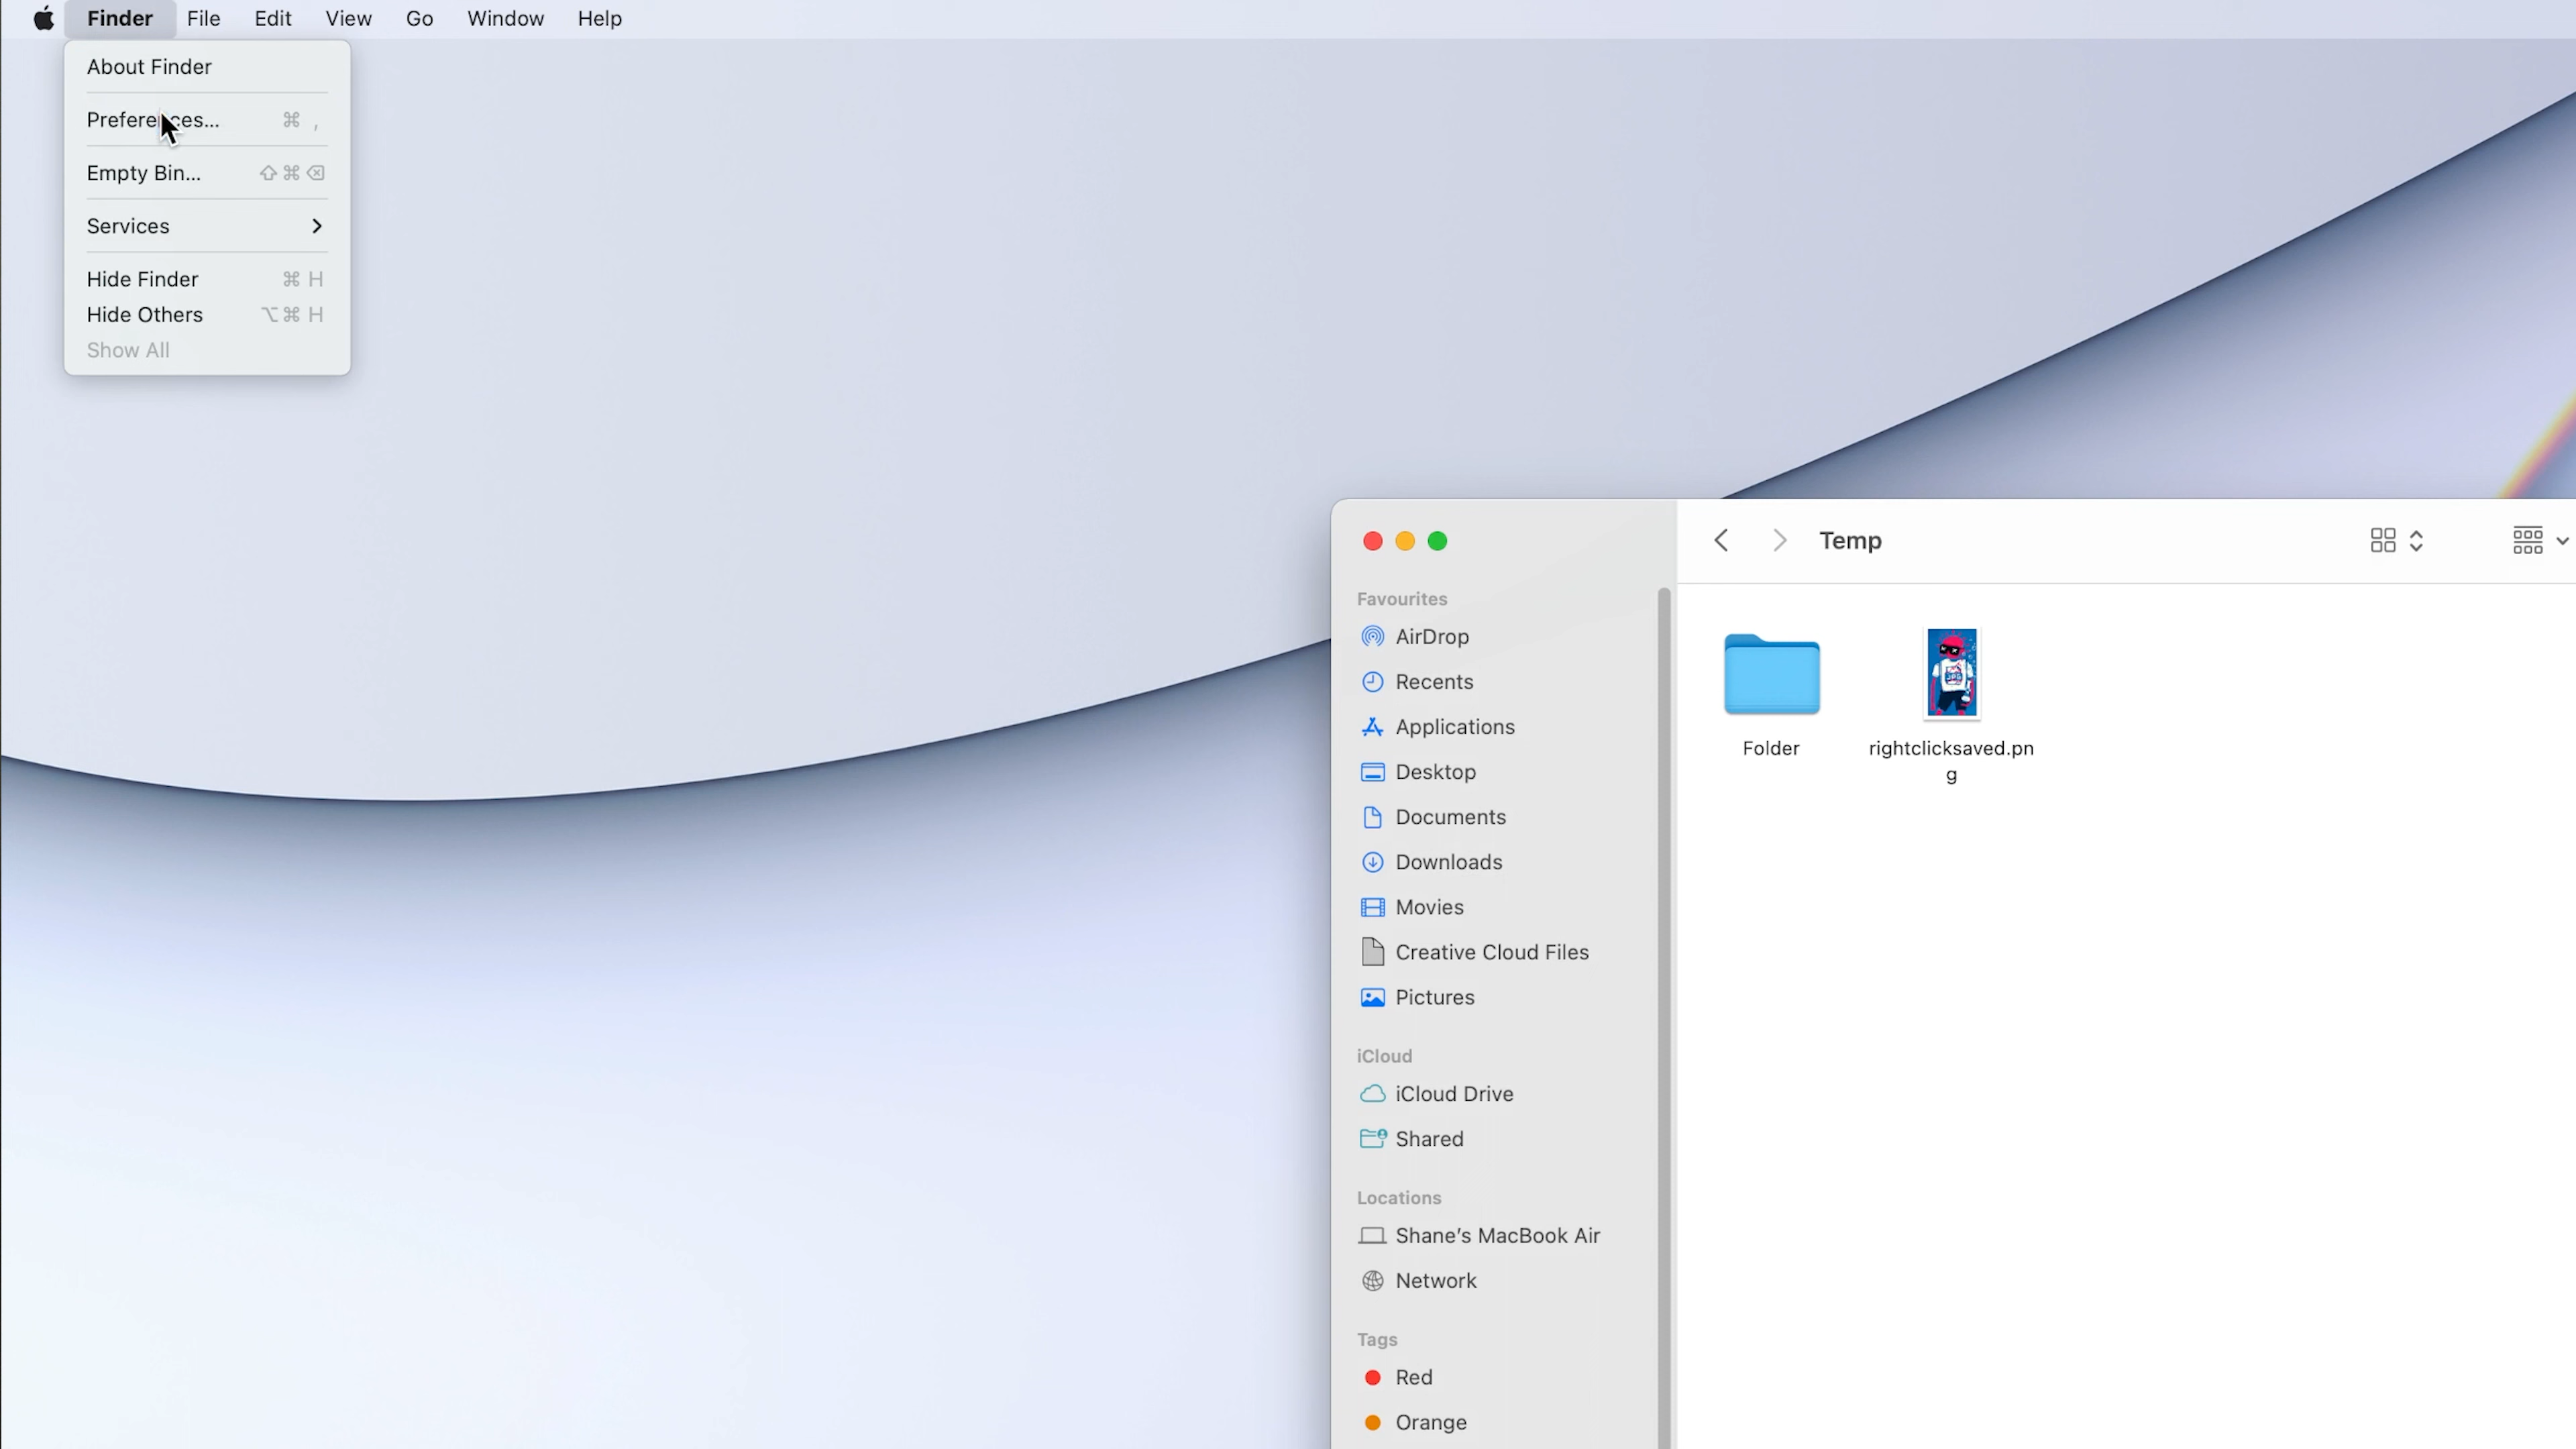 Finder File Edit View Go Window Help
About Finder
Preferences... ⌘ ,
Empty Bin... ⇧ ⌘ ⌫
Services
Hide Finder ⌘ H
Hide Others ⌥ ⌘ H
Show All
Temp
Favourites
AirDrop
Recents
Applications
Desktop
Documents
Downloads
Movies
Creative Cloud Files
Pictures
iCloud
iCloud Drive
Shared
Locations
Shane’s MacBook Air
Network
Tags
Red
Orange
Folder
rightclicksaved.pn
g